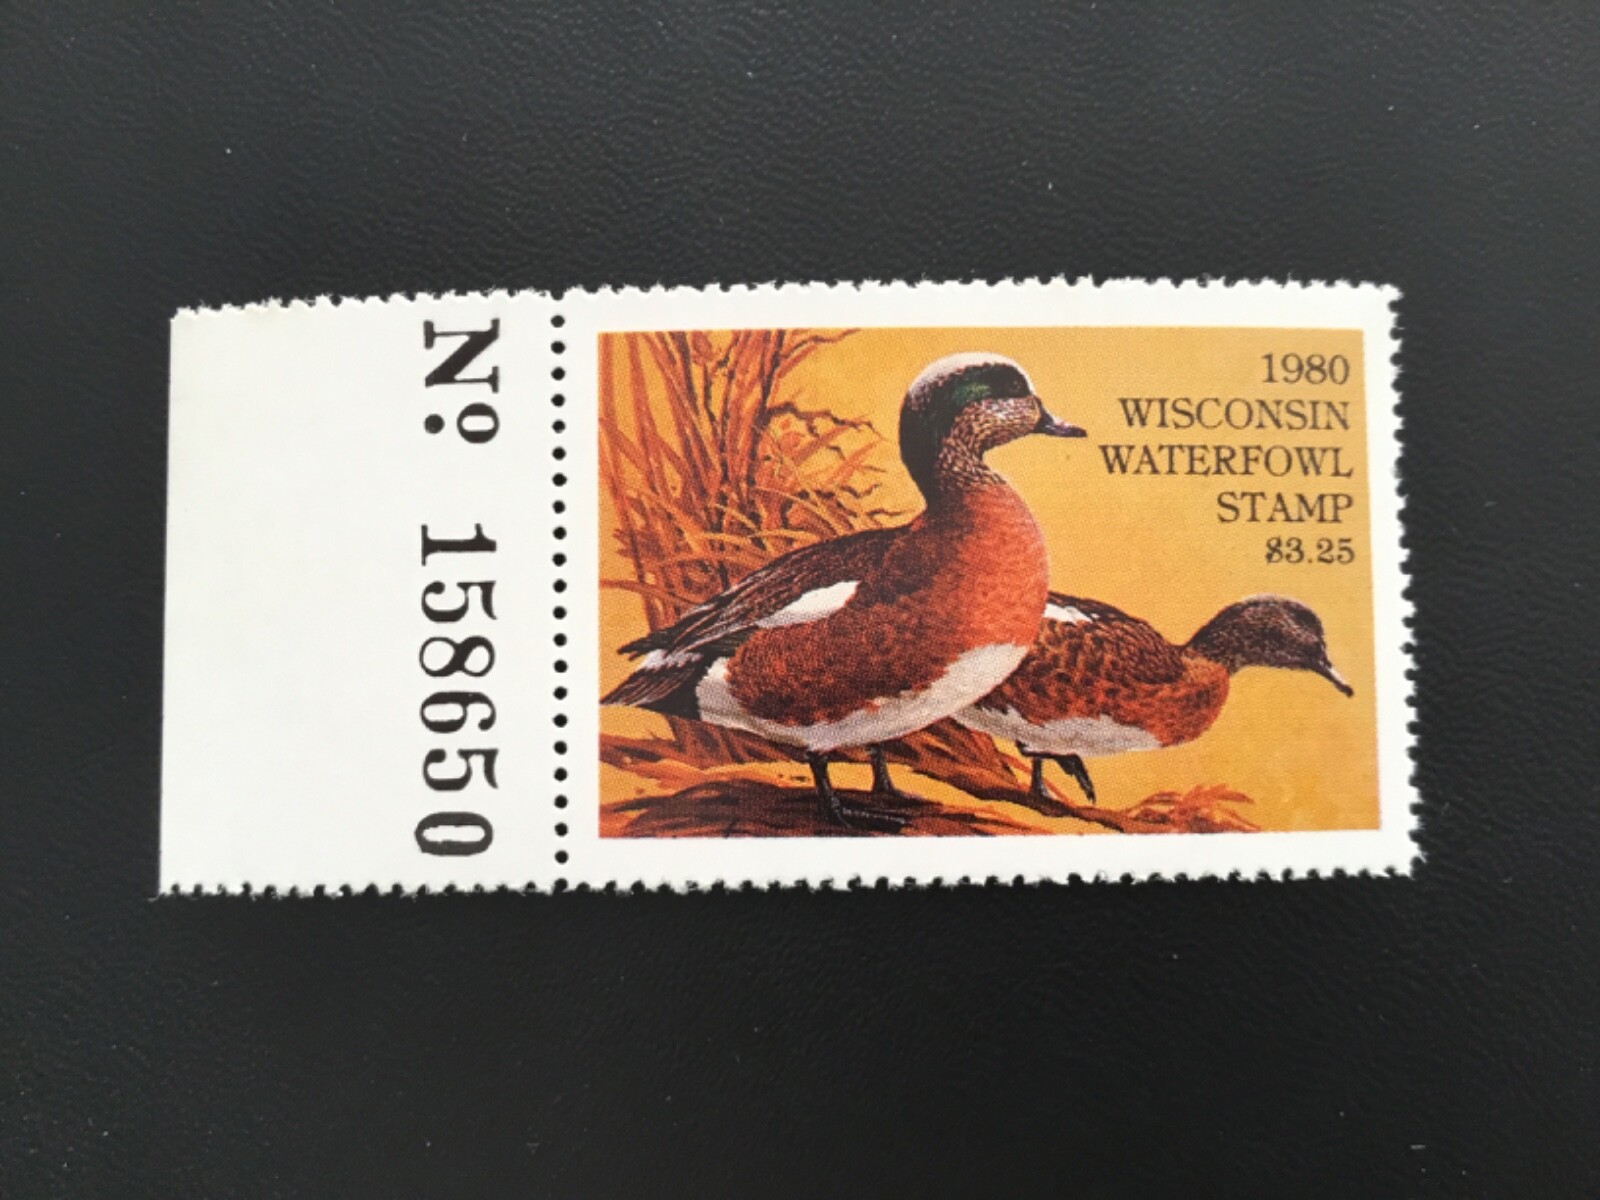 Nº 158650
1980
WISCONSIN
WATERFOWL
STAMP
$3.25